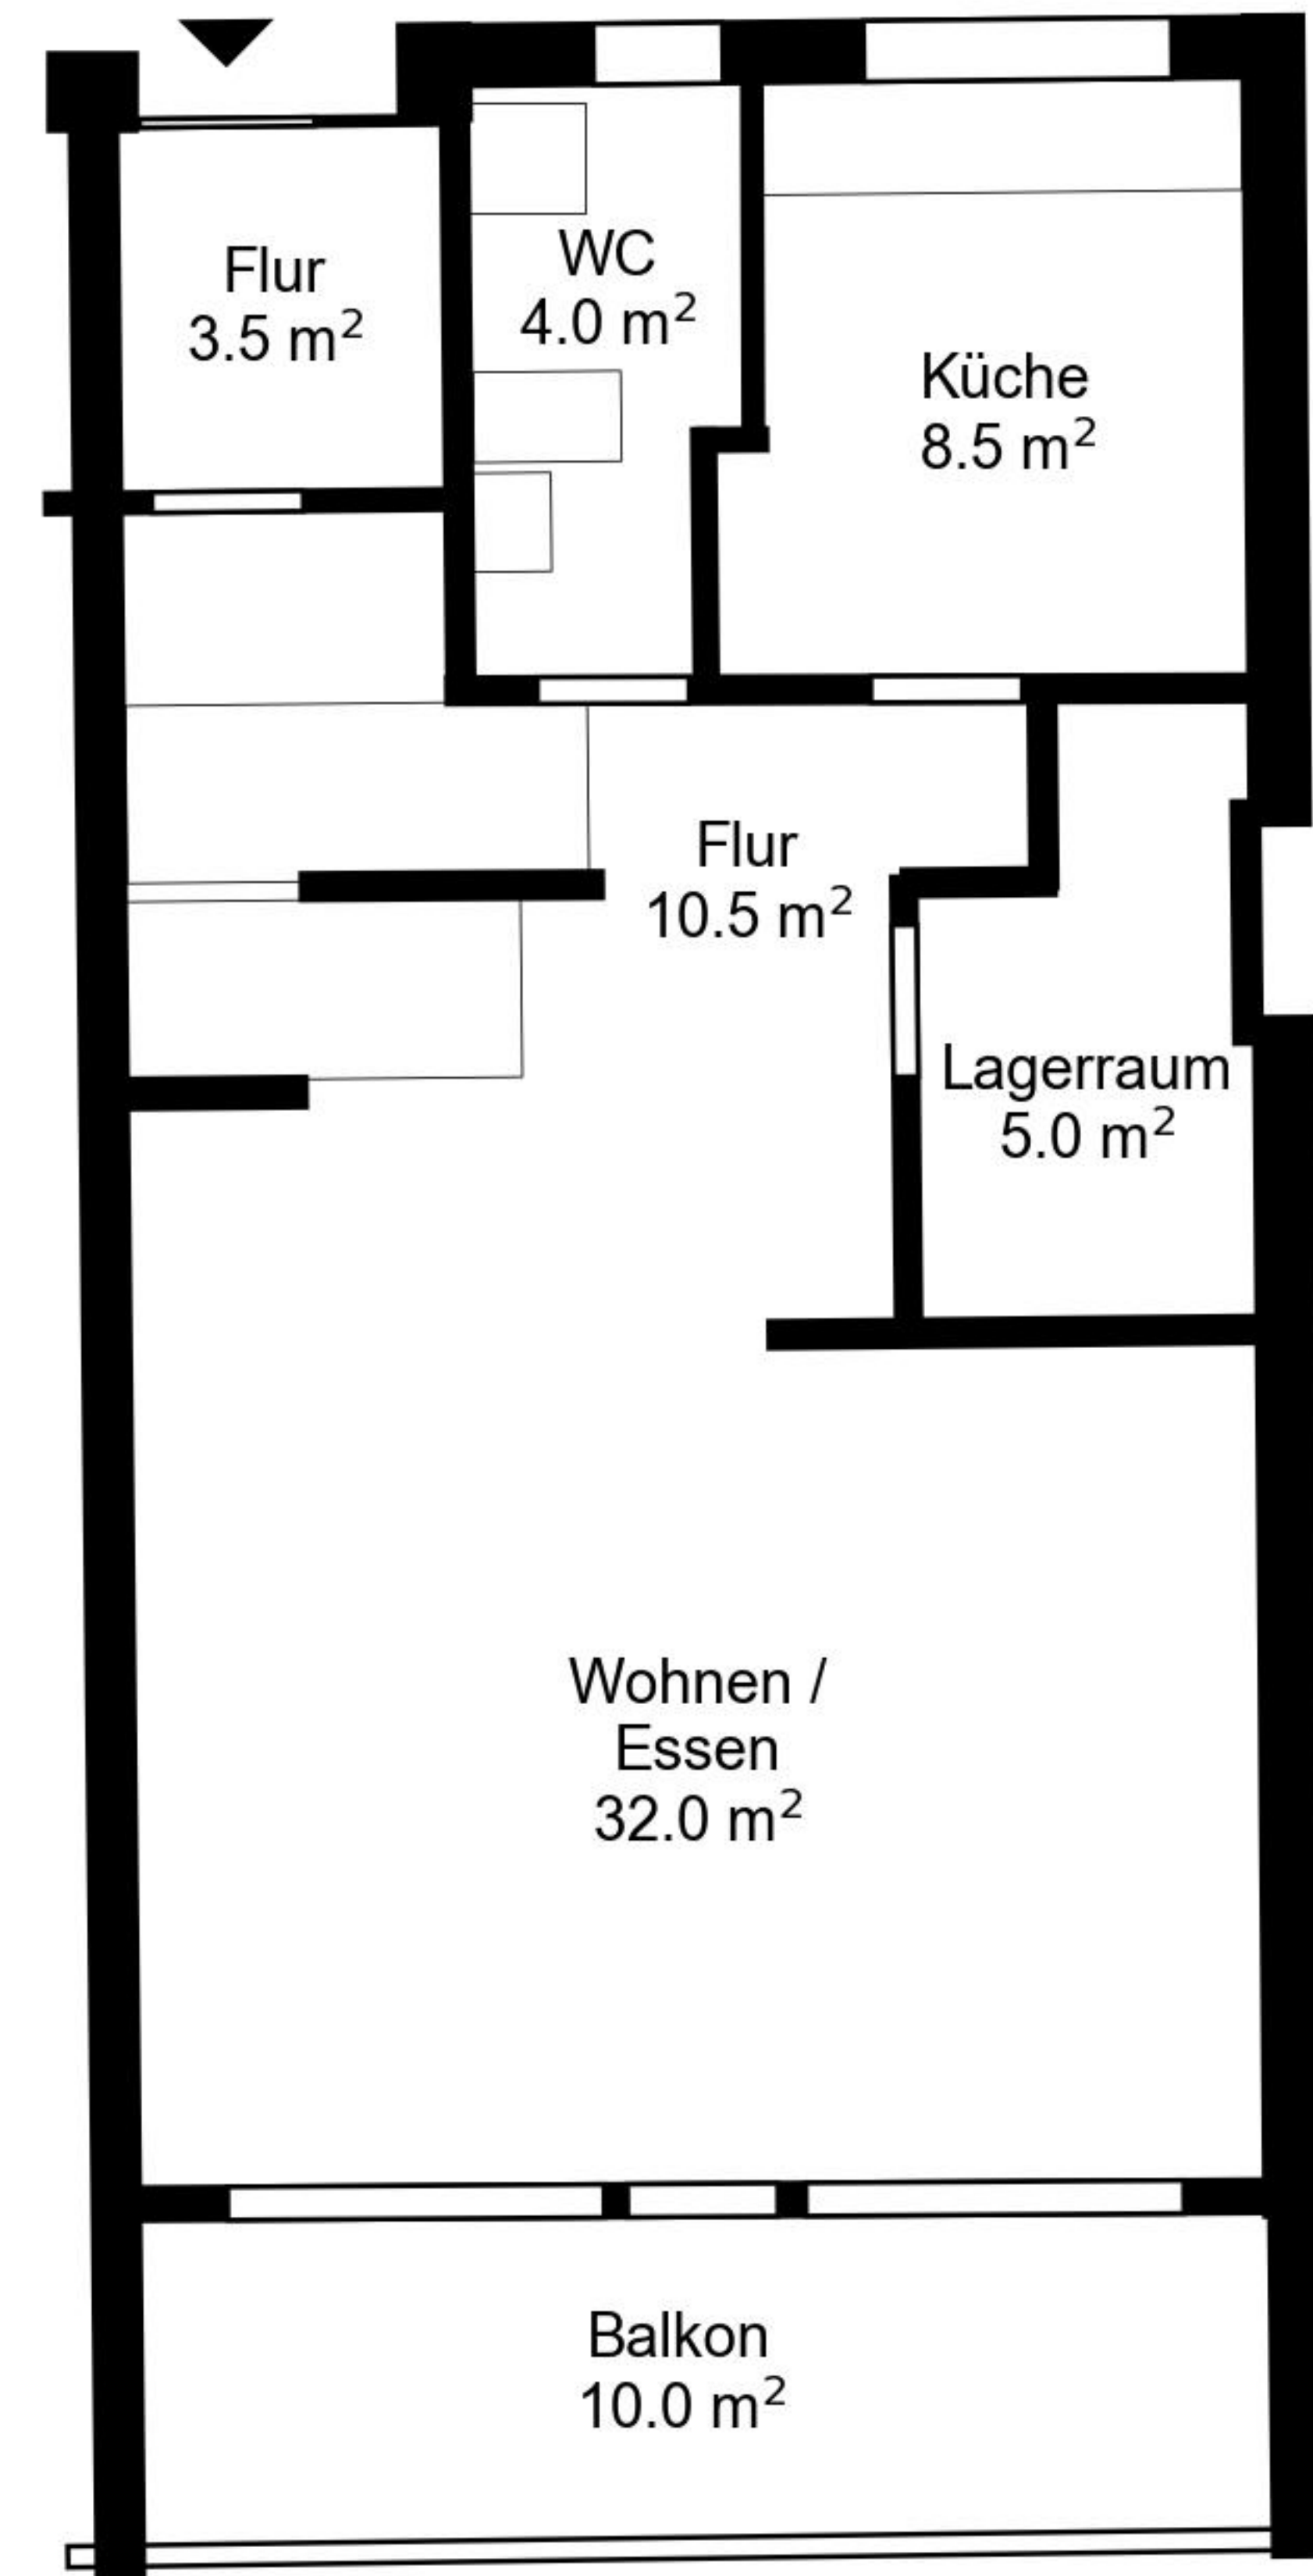 Flur
3.5 m²
WC
4.0 m²
Küche
8.5 m²
Flur
10.5 m²
Lagerraum
5.0 m²
Wohnen /
Essen
32.0 m²
Balkon
10.0 m²